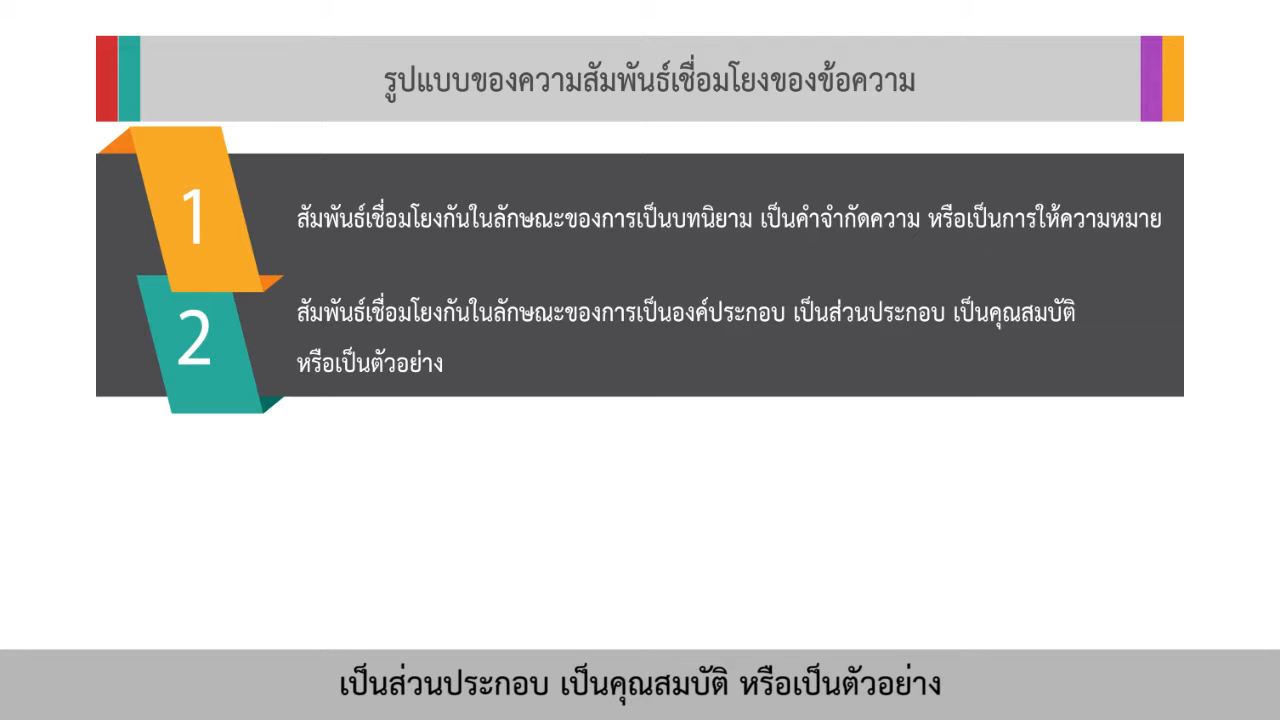 รูปแบบของความสัมพันธ์เชื่อมโยงของข้อความ
1
สัมพันธ์เชื่อมโยงกันในลักษณะของการเป็นบทนิยาม เป็นคำจำกัดความ หรือเป็นการให้ความหมาย
2
สัมพันธ์เชื่อมโยงกันในลักษณะของการเป็นองค์ประกอบ เป็นส่วนประกอบ เป็นคุณสมบัติ
หรือเป็นตัวอย่าง
เป็นส่วนประกอบ เป็นคุณสมบัติ หรือเป็นตัวอย่าง